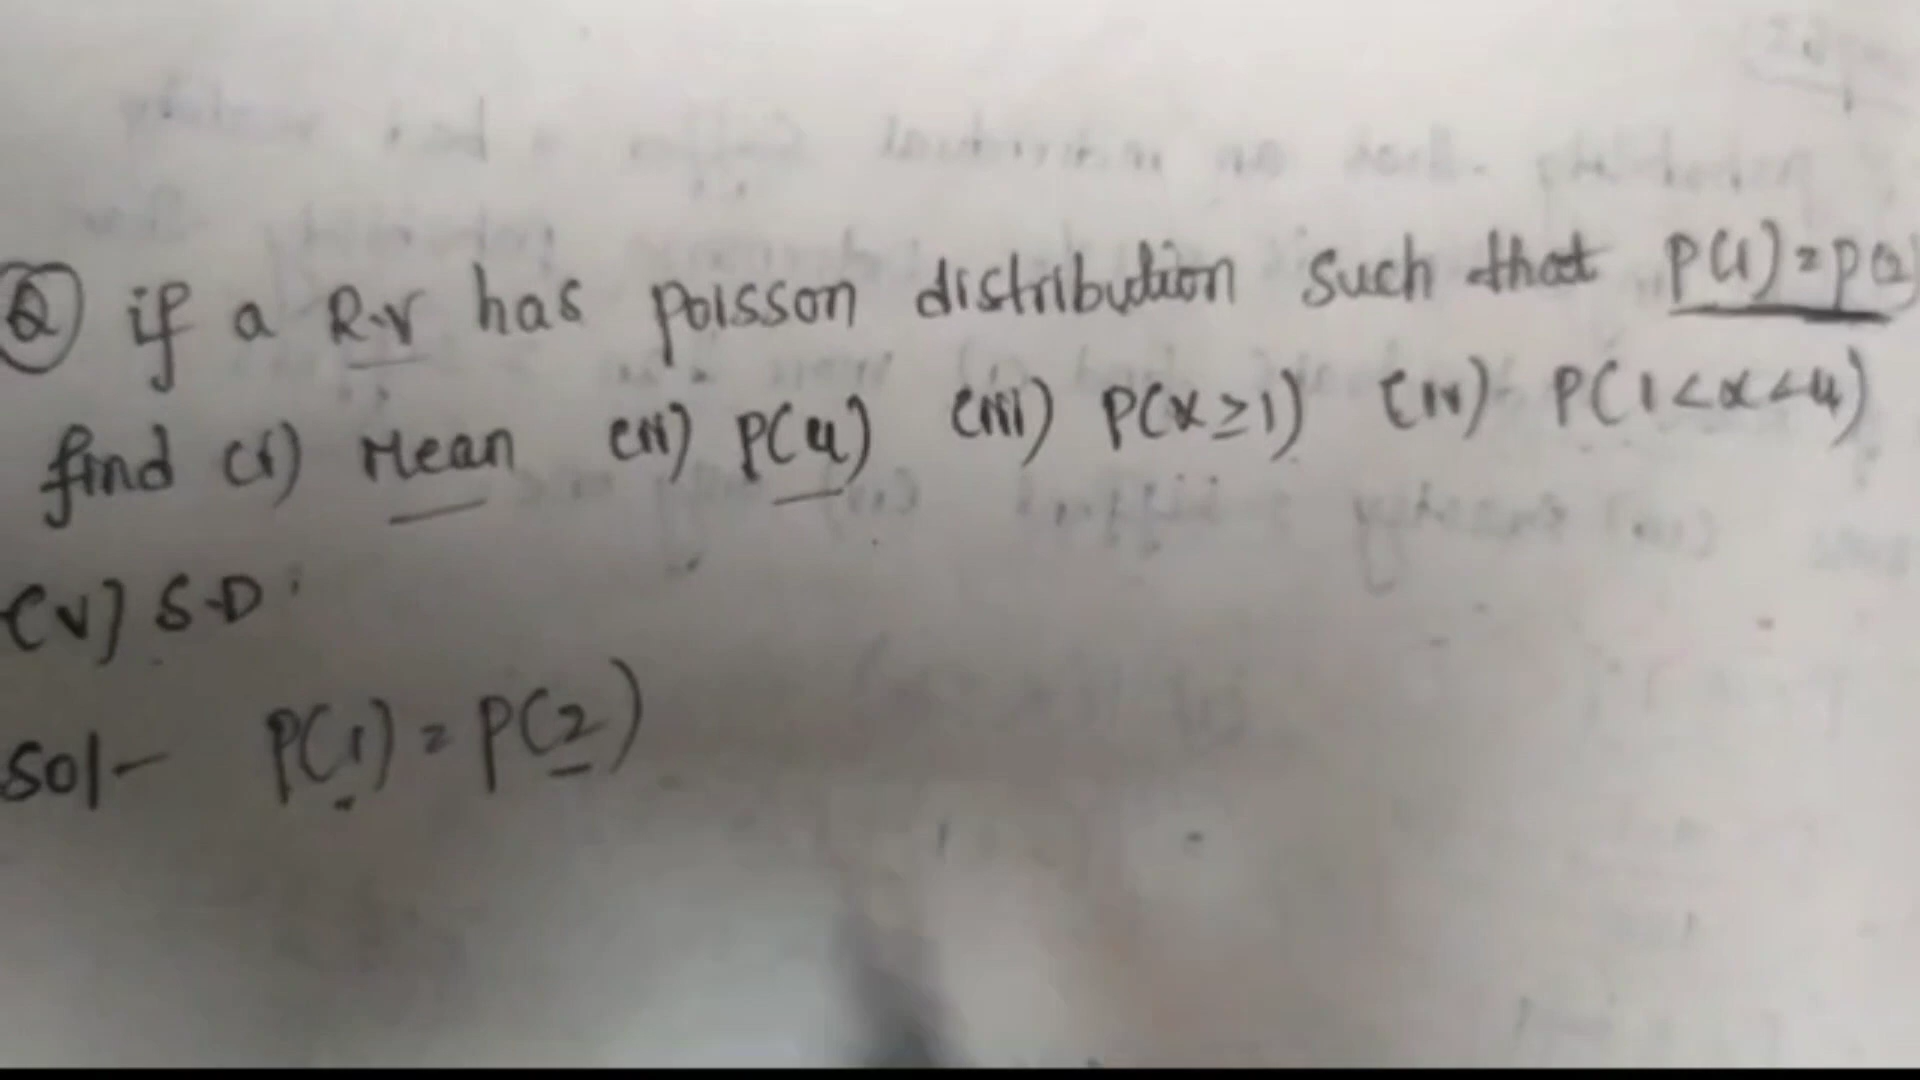 Q if a R.V has poisson distribution such that P(1)=P(2)
find (i) Mean (ii) P(4) (iii) P(x≥1) (iv) P(1<x<4)
(v) S.D.
Sol- P(1)=P(2)